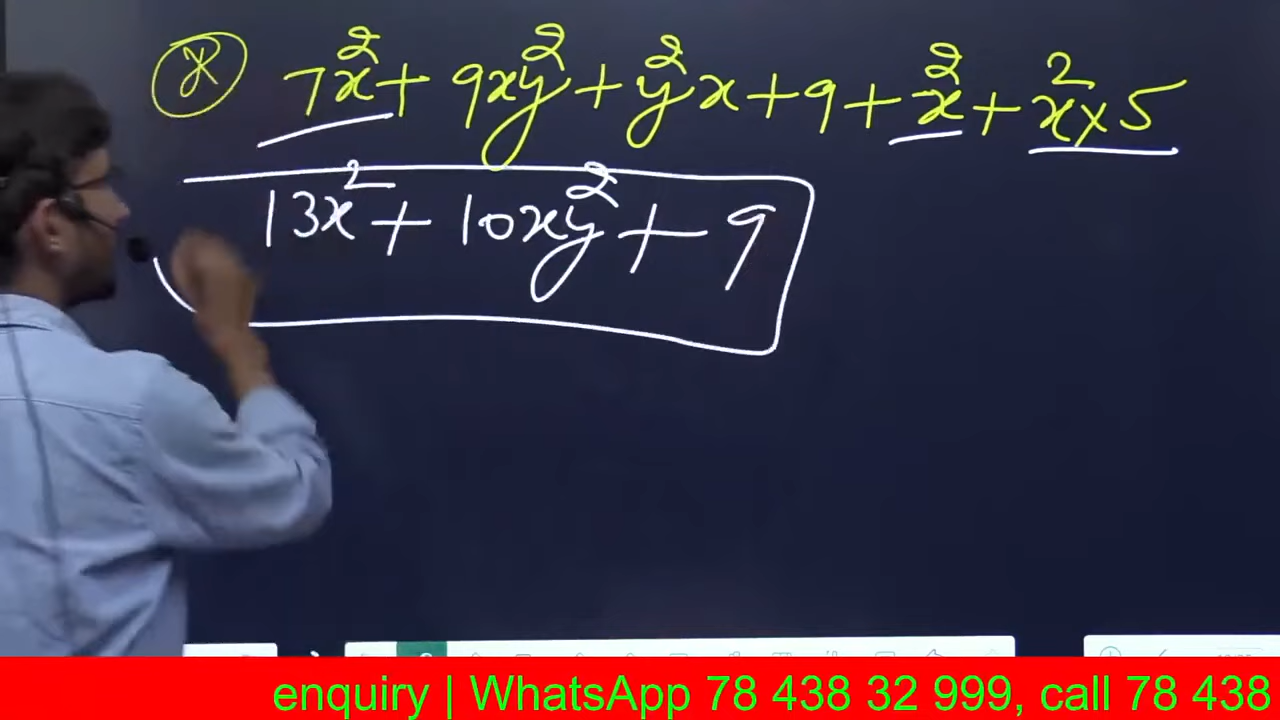 7x² + 9xy² + y²x + 9 + x² + x² × 5
13x² + 10xy² + 9
enquiry | WhatsApp 78 438 32 999, call 78 438